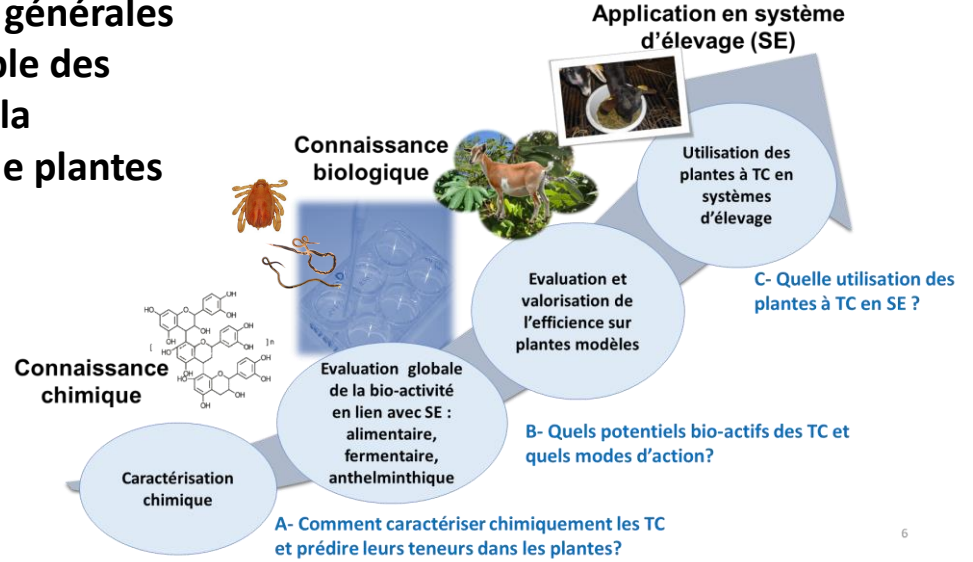 générales
ble des
la
e plantes
Application en système
d'élevage (SE)
Connaissance
biologique
Utilisation des
plantes à TC en
systèmes
d'élevage
C- Quelle utilisation des
plantes à TC en SE ?
Evaluation et
valorisation de
l'efficience sur
plantes modèles
Connaissance
chimique
Evaluation globale
de la bio-activité
en lien avec SE :
alimentaire,
fermentaire,
anthelminthique
B- Quels potentiels bio-actifs des TC et
quels modes d'action?
Caractérisation
chimique
A- Comment caractériser chimiquement les TC
et prédire leurs teneurs dans les plantes?
6